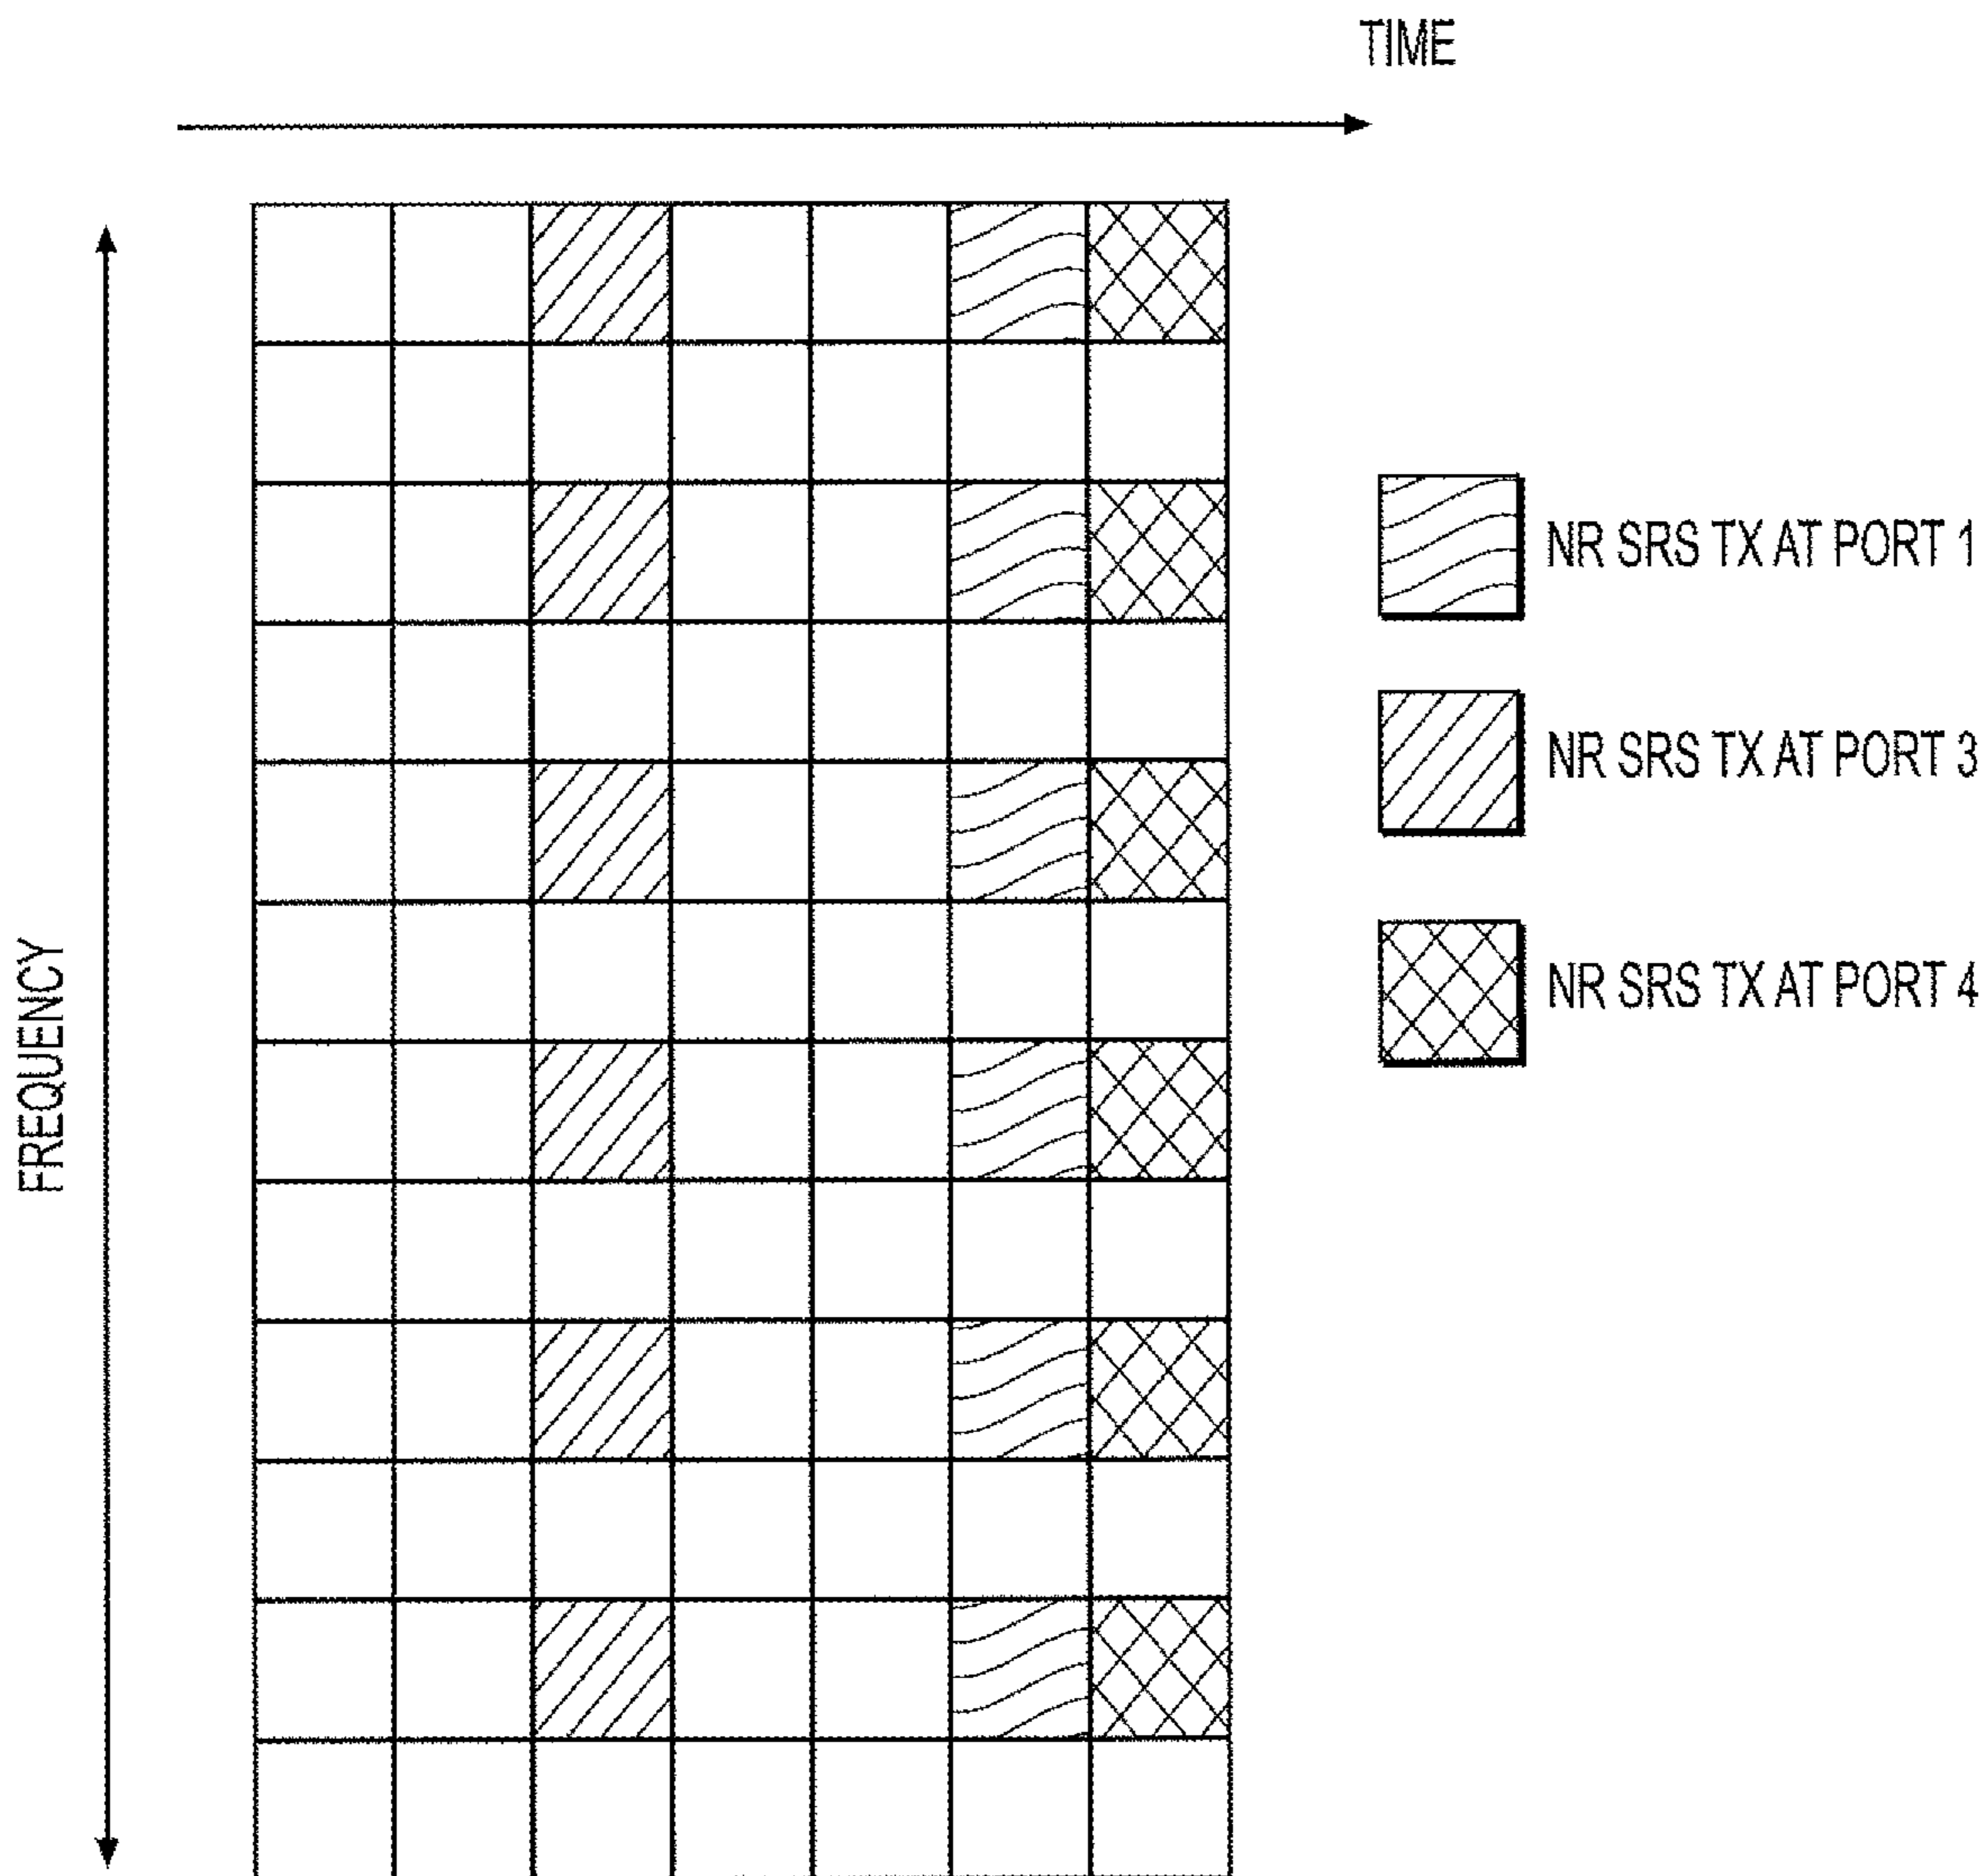 TIME
FREQUENCY
NR SRS TX AT PORT 1
NR SRS TX AT PORT 3
NR SRS TX AT PORT 4